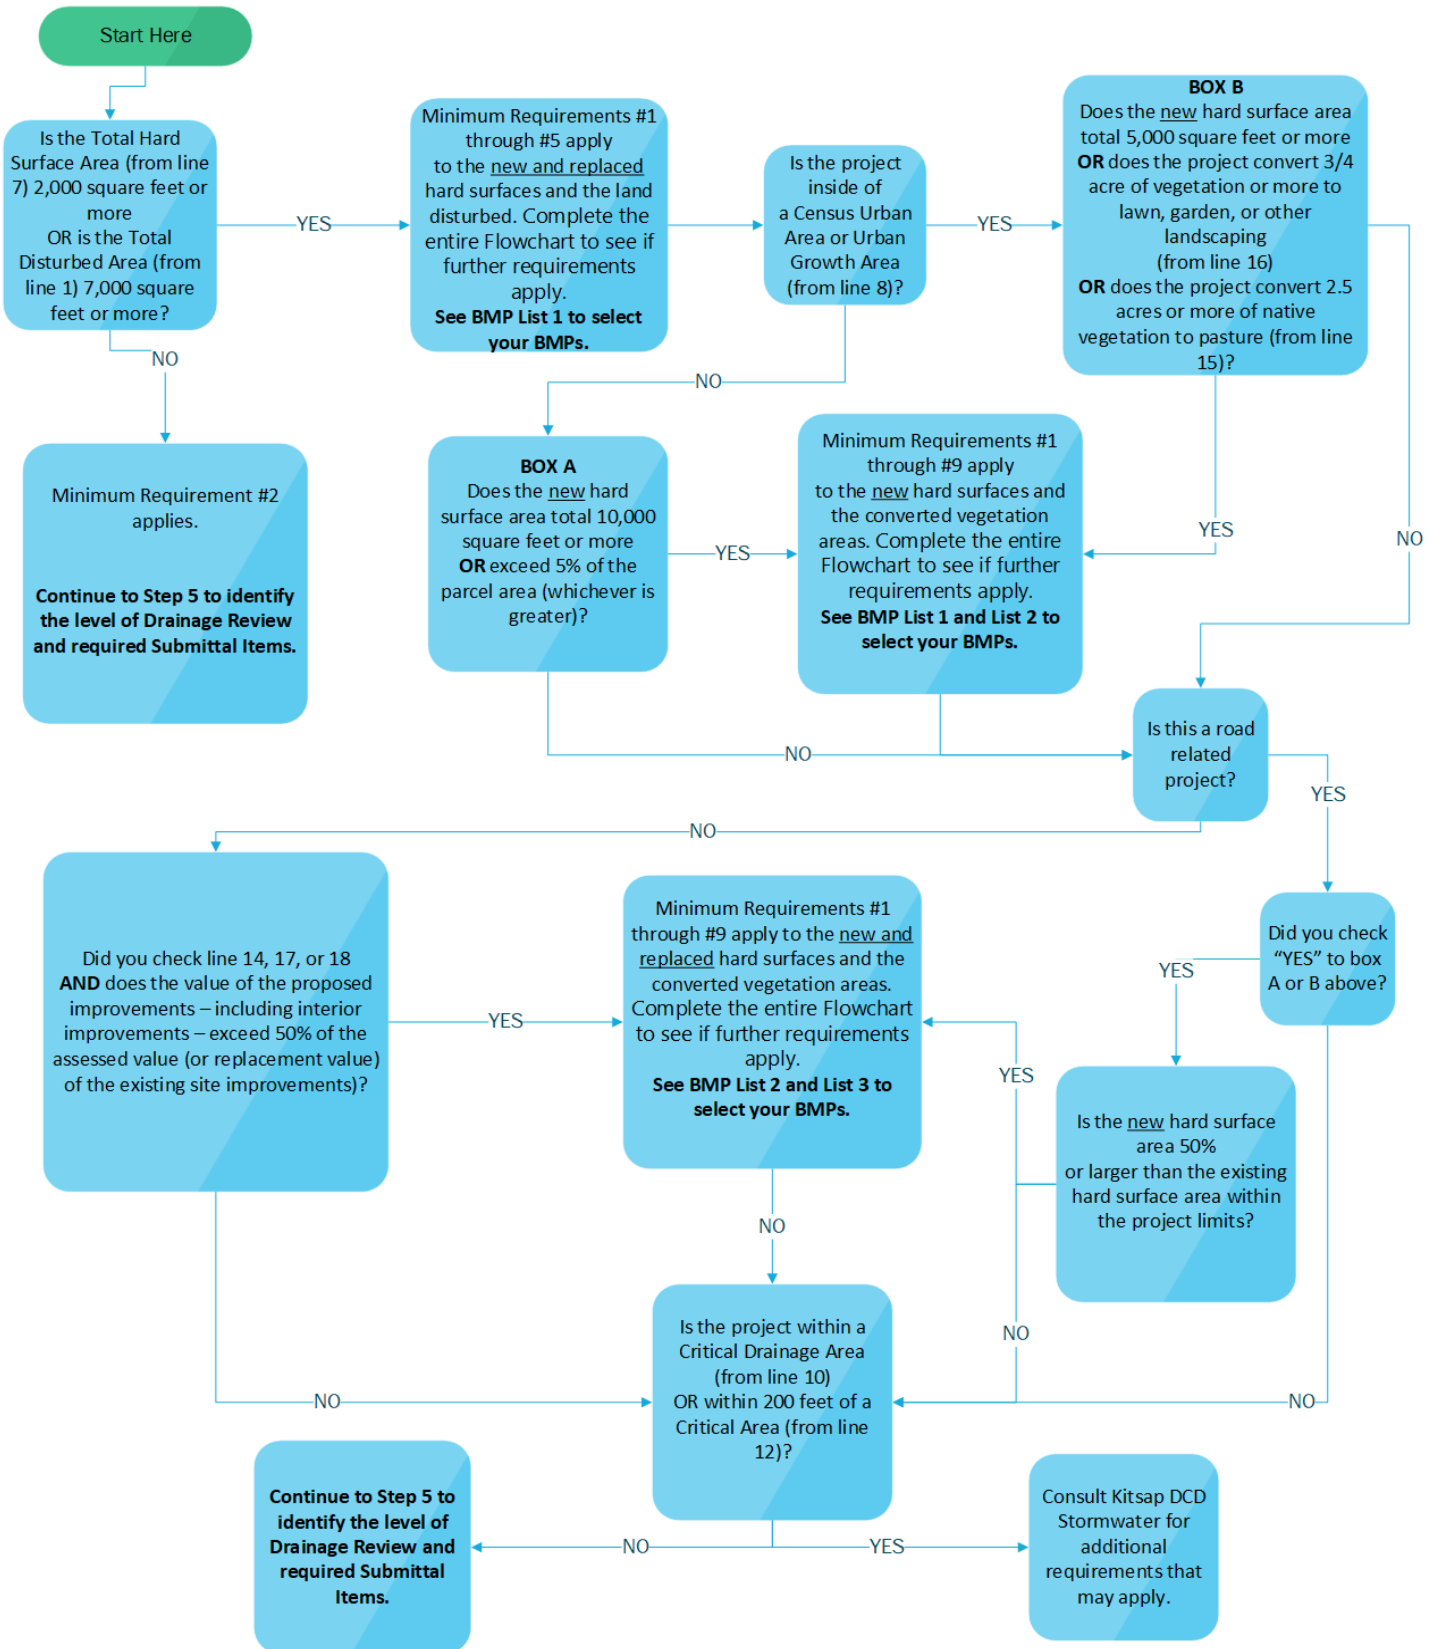 Start Here
Is the Total Hard
Surface Area (from line
7) 2,000 square feet or
more
OR is the Total
Disturbed Area (from
line 1) 7,000 square
feet or more?
YES
NO
Minimum Requirements #1
through #5 apply
to the new and replaced
hard surfaces and the land
disturbed. Complete the
entire Flowchart to see if
further requirements
apply.
See BMP List 1 to select
your BMPs.
Is the project
inside of
a Census Urban
Area or Urban
Growth Area
(from line 8)?
YES
NO
BOX B
Does the new hard surface area
total 5,000 square feet or more
OR does the project convert 3/4
acre of vegetation or more to
lawn, garden, or other
landscaping
(from line 16)
OR does the project convert 2.5
acres or more of native
vegetation to pasture (from line
15)?
YES
NO
Minimum Requirement #2
applies.
Continue to Step 5 to identify
the level of Drainage Review
and required Submittal Items.
BOX A
Does the new hard
surface area total 10,000
square feet or more
OR exceed 5% of the
parcel area (whichever is
greater)?
YES
NO
Minimum Requirements #1
through #9 apply
to the new hard surfaces and
the converted vegetation
areas. Complete the entire
Flowchart to see if further
requirements apply.
See BMP List 1 and List 2 to
select your BMPs.
Is this a road
related
project?
YES
NO
Did you check line 14, 17, or 18
AND does the value of the proposed
improvements – including interior
improvements – exceed 50% of the
assessed value (or replacement value)
of the existing site improvements)?
YES
NO
Minimum Requirements #1
through #9 apply to the new and
replaced hard surfaces and the
converted vegetation areas.
Complete the entire Flowchart
to see if further requirements
apply.
See BMP List 2 and List 3 to
select your BMPs.
NO
Did you check
“YES” to box
A or B above?
YES
NO
Is the new hard surface
area 50%
or larger than the existing
hard surface area within
the project limits?
YES
NO
Is the project within a
Critical Drainage Area
(from line 10)
OR within 200 feet of a
Critical Area (from line
12)?
NO
YES
Continue to Step 5 to
identify the level of
Drainage Review and
required Submittal
Items.
Consult Kitsap DCD
Stormwater for
additional
requirements that
may apply.